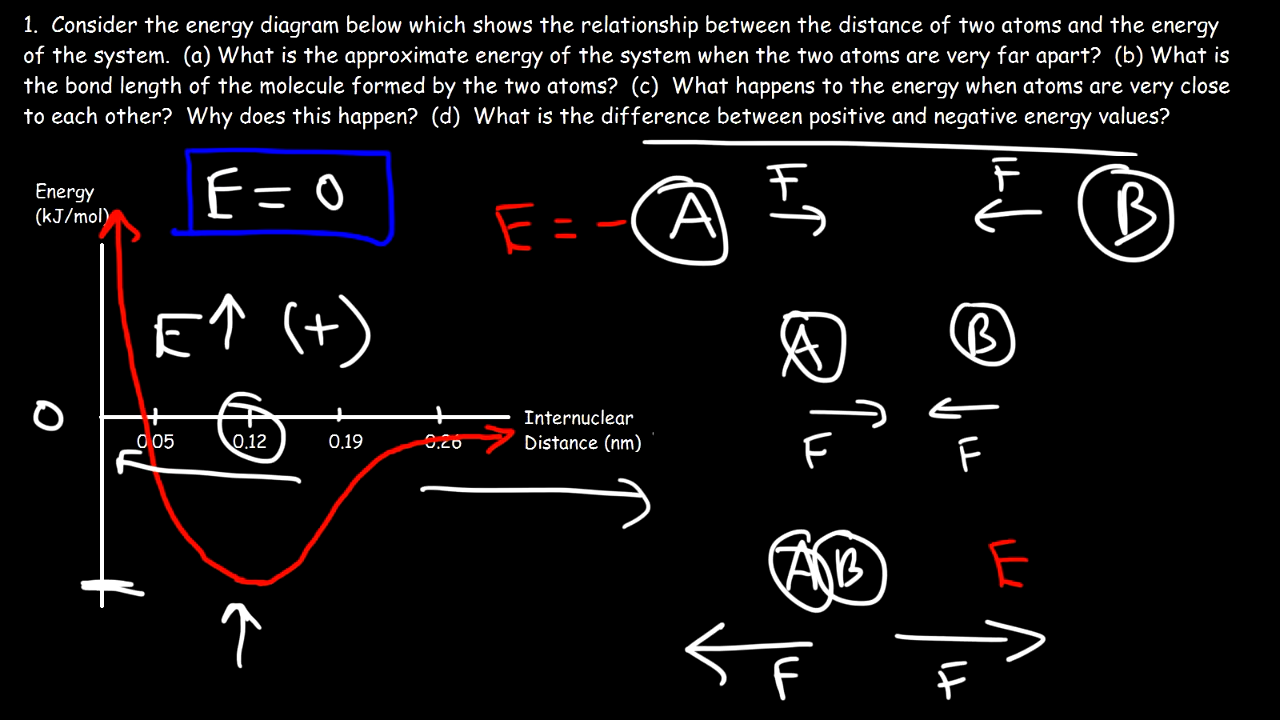 1. Consider the energy diagram below which shows the relationship between the distance of two atoms and the energy
of the system. (a) What is the approximate energy of the system when the two atoms are very far apart? (b) What is
the bond length of the molecule formed by the two atoms? (c) What happens to the energy when atoms are very close
to each other? Why does this happen? (d) What is the difference between positive and negative energy values?
Energy
(kJ/mol)
E = 0
E = -
A
F
F
B
E↑ (+)
A
B
0
Internuclear
Distance (nm)
0.05 0.12 0.19 0.26
F
F
A B
E
F
F